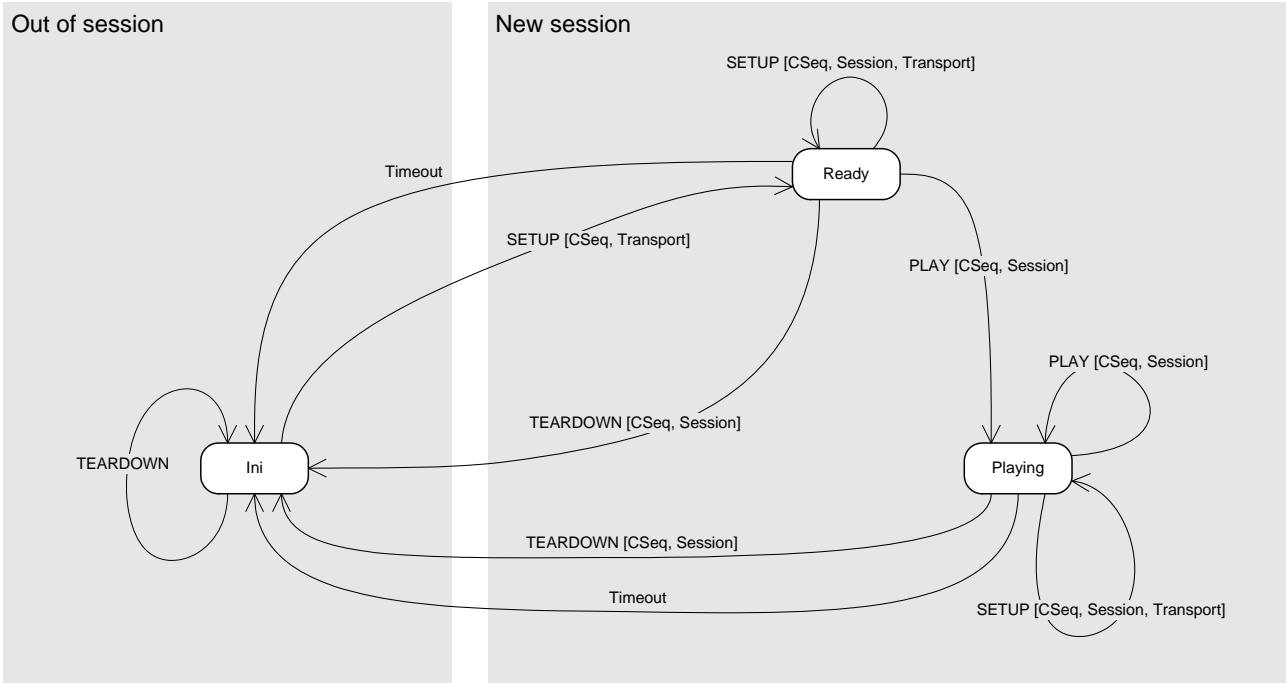 Out of session
New session
SETUP [CSeq, Session, Transport]
Timeout
Ready
SETUP [CSeq, Transport]
PLAY [CSeq, Session]
PLAY [CSeq, Session]
TEARDOWN [CSeq, Session]
TEARDOWN
Ini
Playing
TEARDOWN [CSeq, Session]
Timeout
SETUP [CSeq, Session, Transport]